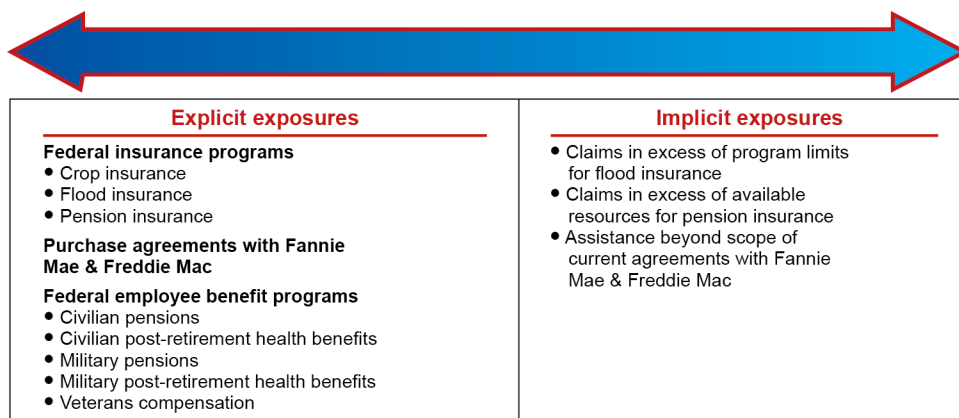 Explicit exposures
Federal insurance programs
• Crop insurance
• Flood insurance
• Pension insurance
Purchase agreements with Fannie
Mae & Freddie Mac
Federal employee benefit programs
• Civilian pensions
• Civilian post-retirement health benefits
• Military pensions
• Military post-retirement health benefits
• Veterans compensation
Implicit exposures
• Claims in excess of program limits
for flood insurance
• Claims in excess of available
resources for pension insurance
• Assistance beyond scope of
current agreements with Fannie
Mae & Freddie Mac